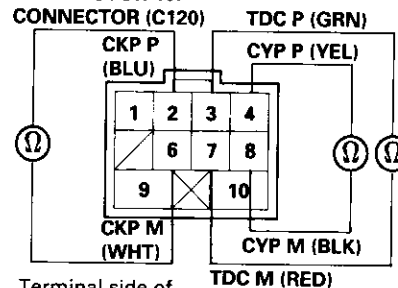 CONNECTOR (C120)
TDC P (GRN)
CKP P
(BLU)
CYP P (YEL)
1 2 3 4
6 7 8
9 10
Ω Ω Ω
CKP M
(WHT)
CYP M (BLK)
TDC M (RED)
Terminal side of